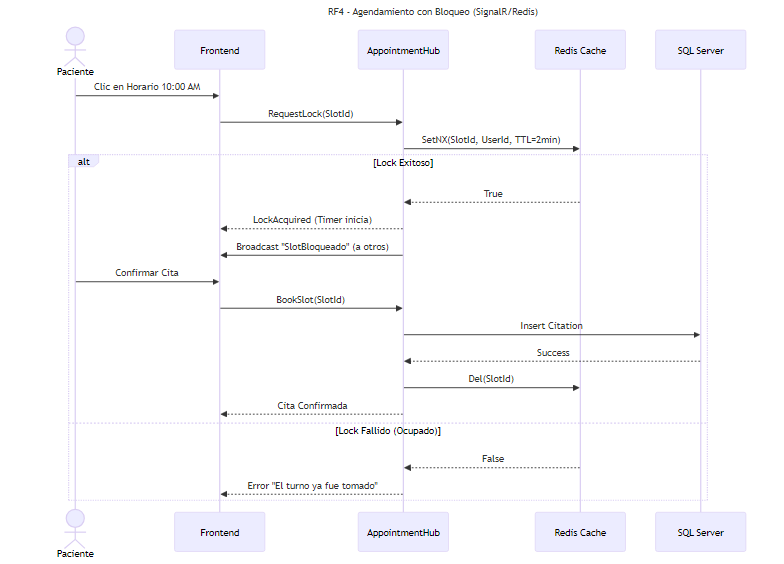 RF4 - Agendamiento con Bloqueo (SignalR/Redis)
Paciente
Frontend
AppointmentHub
Redis Cache
SQL Server
Clic en Horario 10:00 AM
RequestLock(SlotId)
SetNX(SlotId, UserId, TTL=2min)
alt
[Lock Exitoso]
True
LockAcquired (Timer inicia)
Broadcast "SlotBloqueado" (a otros)
Confirmar Cita
BookSlot(SlotId)
Insert Citation
Success
Del(SlotId)
Cita Confirmada
[Lock Fallido (Ocupado)]
False
Error "El turno ya fue tomado"
Paciente
Frontend
AppointmentHub
Redis Cache
SQL Server